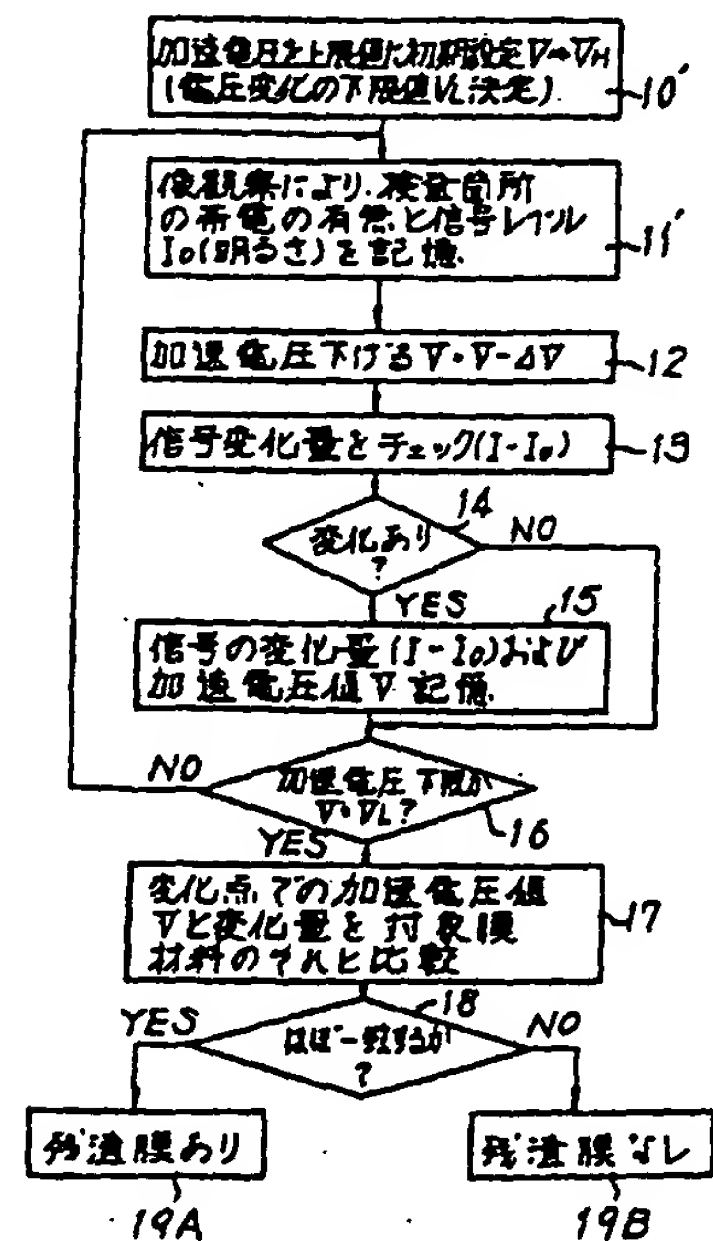 加速電圧を上限値に初期設定 V→VH
(電圧変化の下限値VL決定)
10'
像観察により、検査箇所
の帯電の有無と信号レベル
I₀(明るさ)を記憶.
11'
加速電圧下げる V=V-ΔV
12
信号変化量をチェック(I-I₀)
13
14
変化あり
?
NO
YES
15
信号の変化量(I-I₀)および
加速電圧値V記憶.
NO
加速電圧下限か
V=VL?
16
YES
変化点での加速電圧値
Vと変化量を対象膜
材料のそれと比較
17
18
YES
ほぼ一致するか
?
NO
残渣膜あり
残渣膜なし
19A
19B